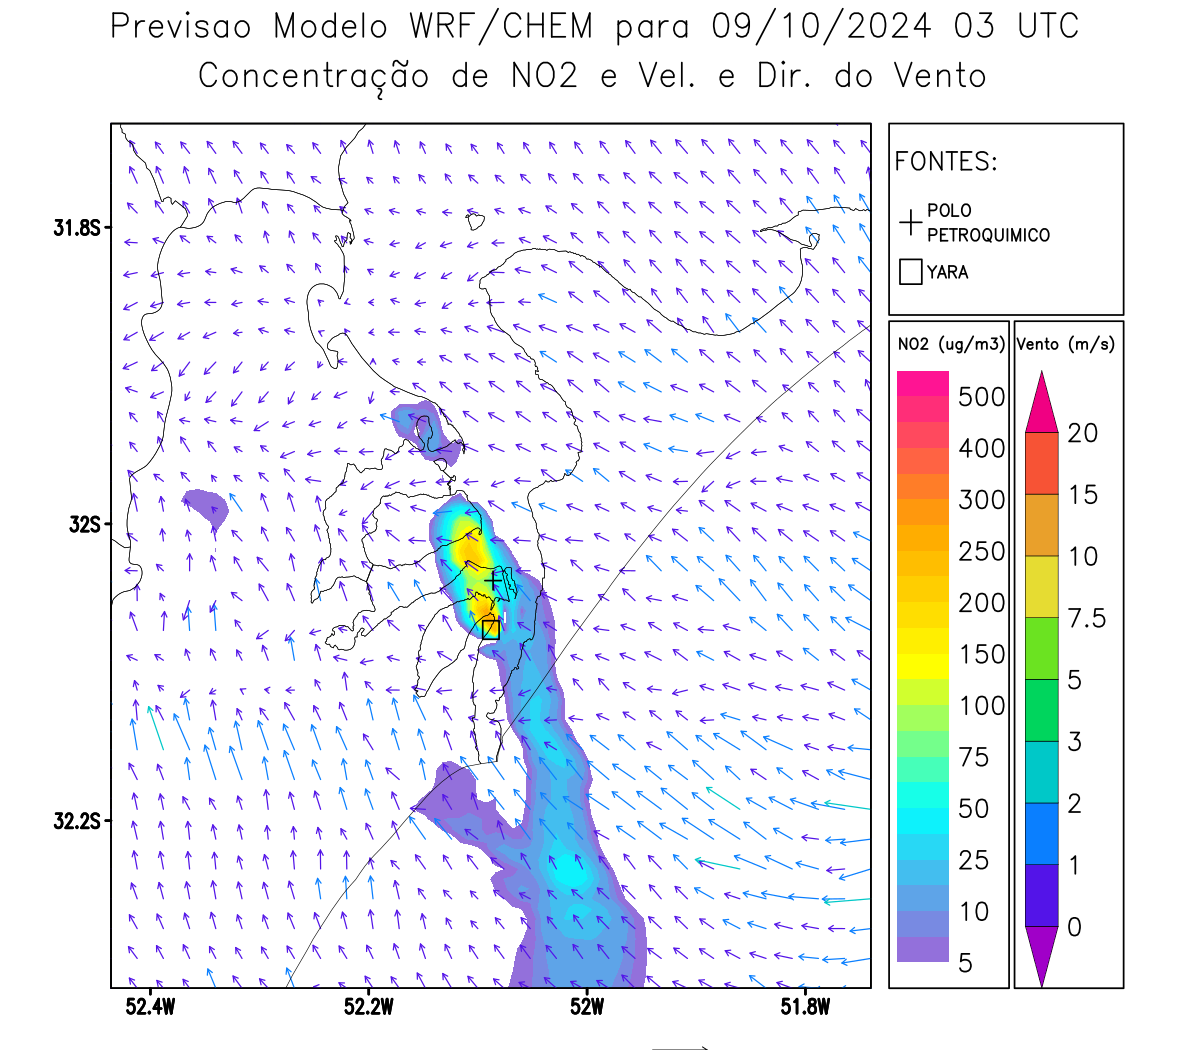 Previsao Modelo WRF/CHEM para 09/10/2024 03 UTC
Concentração de NO2 e Vel. e Dir. do Vento
FONTES:
POLO
PETROQUIMICO
YARA
NO2 (ug/m3)
500
400
300
250
200
150
100
75
50
25
10
5
Vento (m/s)
20
15
10
7.5
5
3
2
1
0
31.8S
32S
32.2S
52.4W
52.2W
52W
51.8W